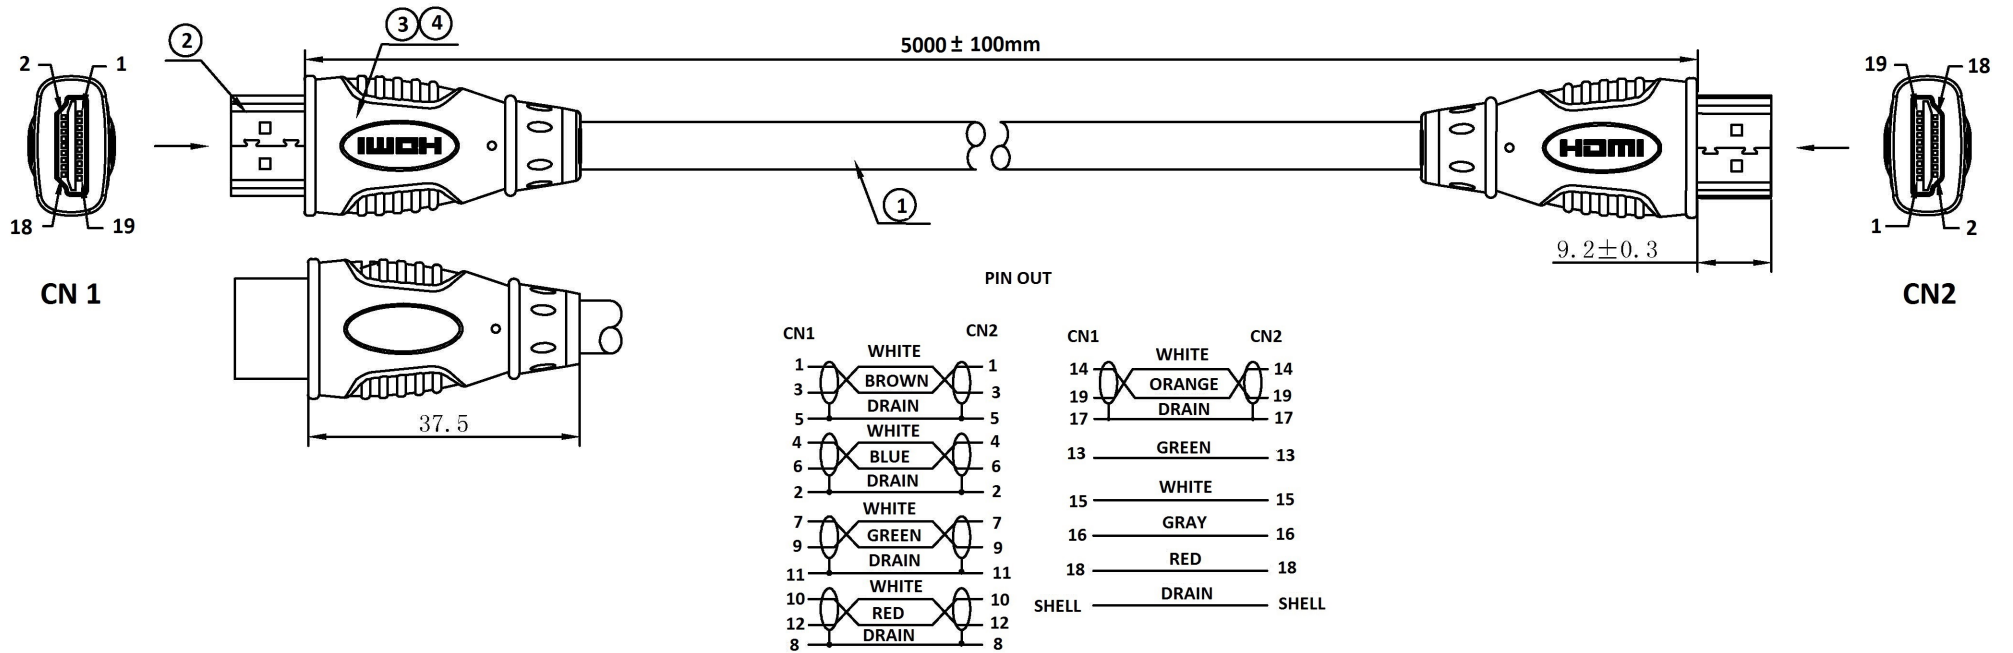 3 4
2
5000 ± 100mm
2 1
19 18
HDMI
HDMI
1
18 19
1 2
9.2±0.3
CN 1
CN2
PIN OUT
37.5
CN1 CN2
1 WHITE 1
3 BROWN 3
5 DRAIN 5
4 WHITE 4
6 BLUE 6
2 DRAIN 2
7 WHITE 7
9 GREEN 9
11 DRAIN 11
10 WHITE 10
12 RED 12
8 DRAIN 8
CN1 CN2
14 WHITE 14
19 ORANGE 19
17 DRAIN 17
13 GREEN 13
15 WHITE 15
16 GRAY 16
18 RED 18
SHELL DRAIN SHELL